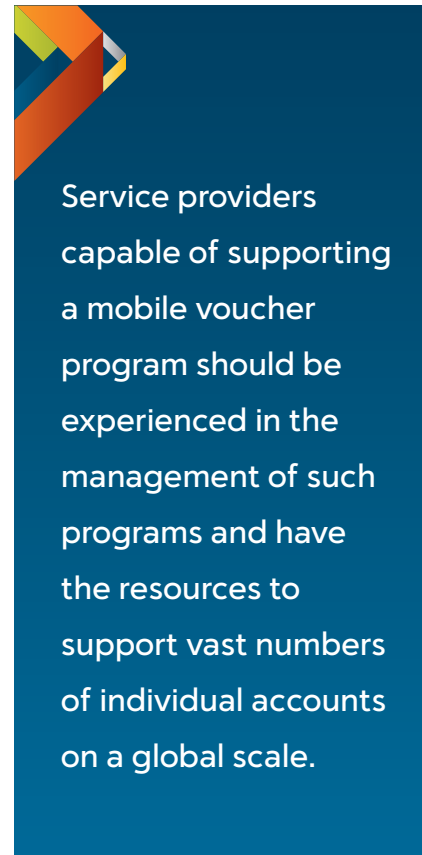 Service providers
capable of supporting
a mobile voucher
program should be
experienced in the
management of such
programs and have
the resources to
support vast numbers
of individual accounts
on a global scale.